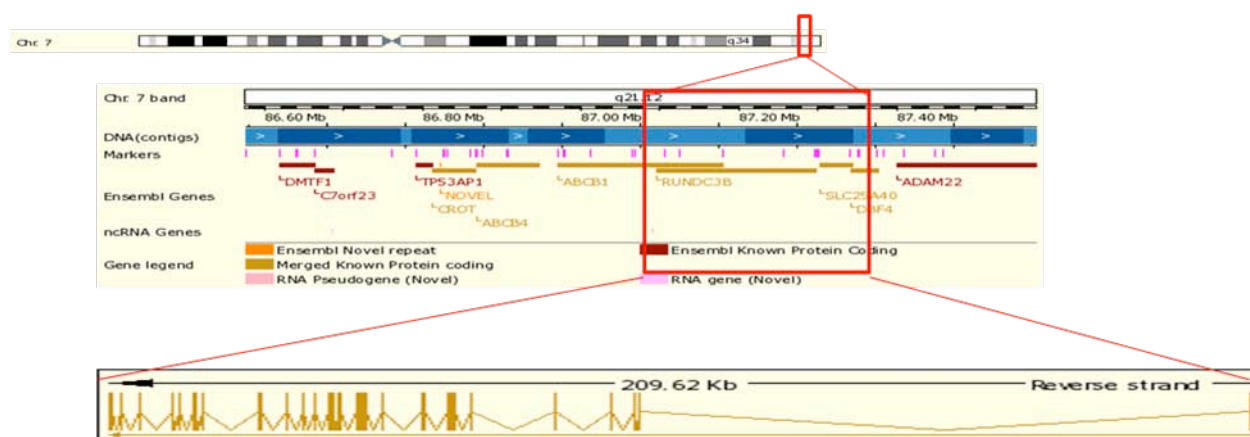 Chr. 7
q34
Chr. 7 band
q21.12
86.60 Mb 86.80 Mb 87.00 Mb 87.20 Mb 87.40 Mb
DNA(contigs) > > > > > > > >
Markers
DMTF1 TP53AP1 ABCB1 RUNDC3B ADAM22
C7orf23 NOVEL SLC25A40
Ensembl Genes
CROT DBF4
ABCB4
ncRNA Genes
Ensembl Novel repeat Ensembl Known Protein Coding
Gene legend Merged Known Protein coding
RNA Pseudogene (Novel) RNA gene (Novel)
209.62 Kb Reverse strand